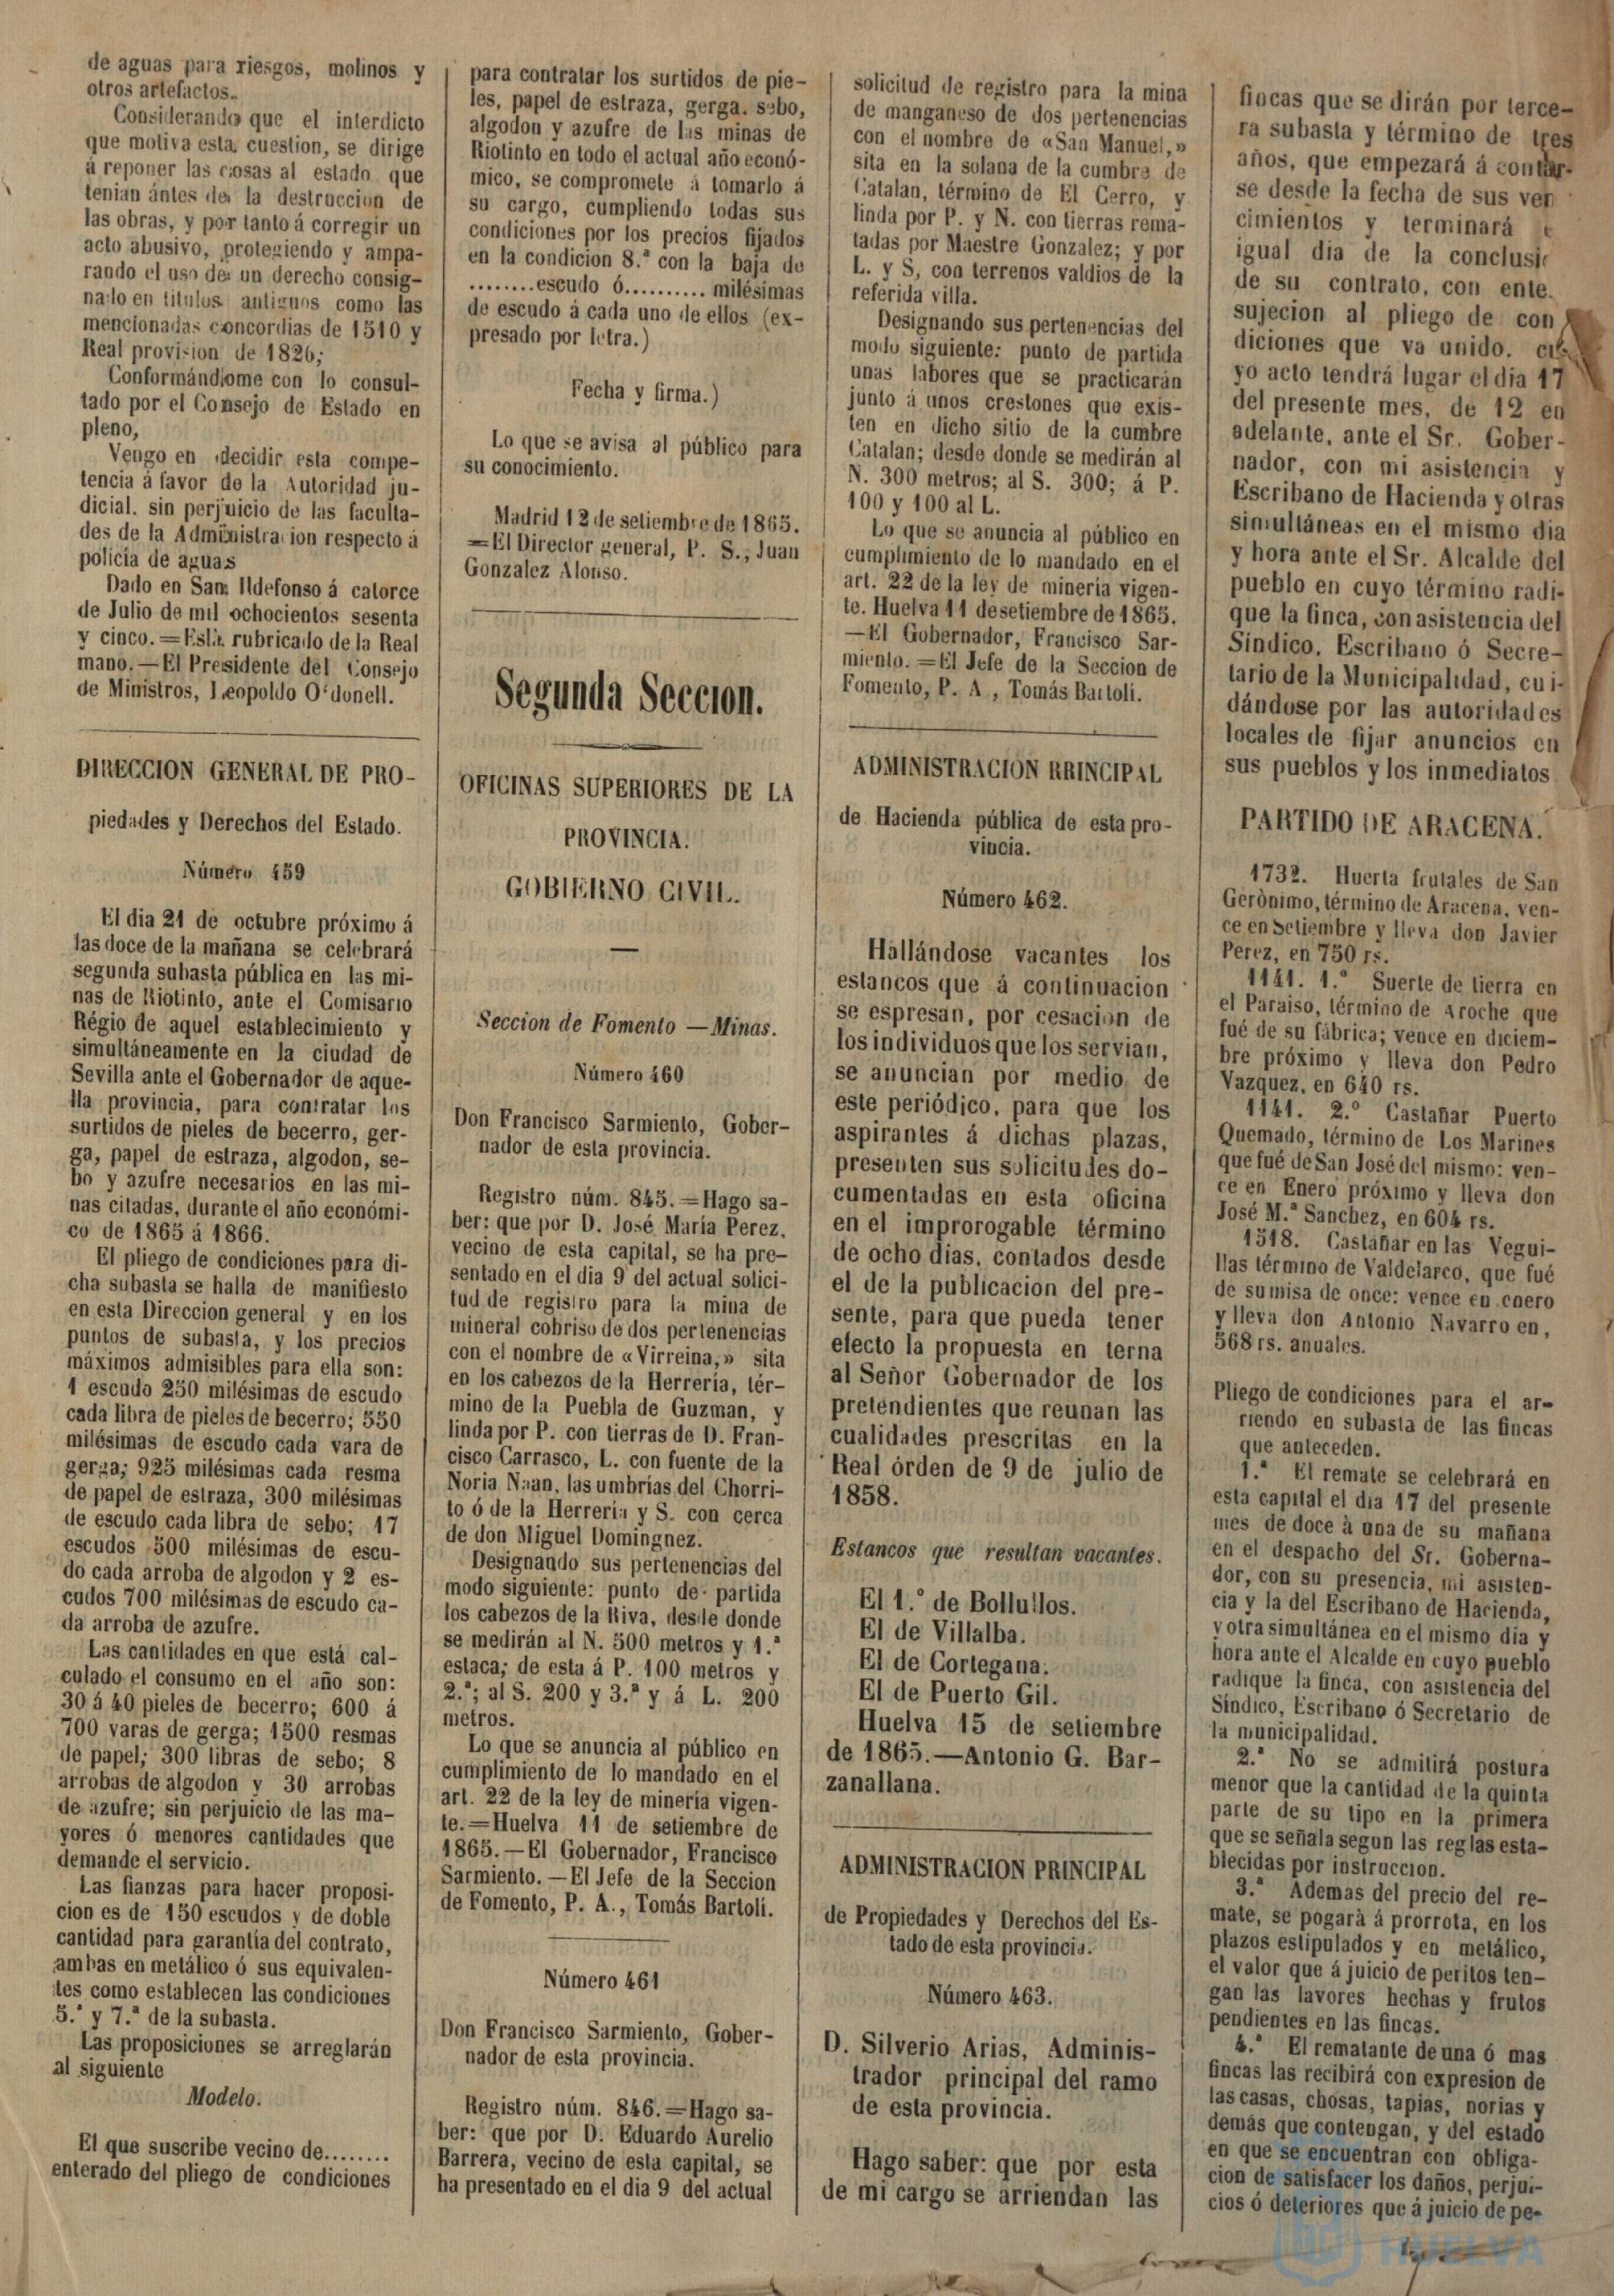 de aguas para riesgos, molinos y
otros artefactos.
Considerando que el interdicto
que motiva esta cuestion, se dirige
á reponer las cosas al estado que
tenian ántes de la destruccion de
las obras, y por tanto á corregir un
acto abusivo, protegiendo y ampa-
rando el uso de un derecho consig-
nado en titulos antiguos como las
mencionadas concordias de 1510 y
Real provision de 1826;
Conformándome con lo consul-
tado por el Consejo de Estado en
pleno,
Vengo en decidir esta compe-
tencia á favor de la Autoridad ju-
dicial. sin perjuicio de las faculta-
des de la Administracion respecto á
policía de aguas
Dado en San Ildefonso á catorce
de Julio de mil ochocientos sesenta
y cinco.=Está rubricado de la Real
mano.—El Presidente del Consejo
de Ministros, Leopoldo O'donell.
DIRECCION GENERAL DE PRO-
piedades y Derechos del Estado.
Número 459
El dia 21 de octubre próximo á
las doce de la mañana se celebrará
segunda subasta pública en las mi-
nas de Riotinto, ante el Comisario
Régio de aquel establecimiento y
simultáneamente en la ciudad de
Sevilla ante el Gobernador de aque-
lla provincia, para contratar los
surtidos de pieles de becerro, ger-
ga, papel de estraza, algodon, se-
bo y azufre necesarios en las mi-
nas citadas, durante el año económi-
co de 1865 á 1866.
El pliego de condiciones para di-
cha subasta se halla de manifiesto
en esta Direccion general y en los
puntos de subasta, y los precios
máximos admisibles para ella son:
1 escudo 250 milésimas de escudo
cada libra de pieles de becerro; 550
milésimas de escudo cada vara de
gerga; 925 milésimas cada resma
de papel de estraza, 300 milésimas
de escudo cada libra de sebo; 17
escudos 500 milésimas de escu-
do cada arroba de algodon y 2 es-
cudos 700 milésimas de escudo ca-
da arroba de azufre.
Las cantidades en que está cal-
culado el consumo en el año son:
30 á 40 pieles de becerro; 600 á
700 varas de gerga; 1500 resmas
de papel; 300 libras de sebo; 8
arrobas de algodon y 30 arrobas
de azufre; sin perjuicio de las ma-
yores ó menores cantidades que
demande el servicio.
Las fianzas para hacer proposi-
cion es de 150 escudos y de doble
cantidad para garantía del contrato,
ambas en metálico ó sus equivalen-
tes como establecen las condiciones
5.ª y 7.ª de la subasta.
Las proposiciones se arreglarán
al siguiente
Modelo.
El que suscribe vecino de........
enterado del pliego de condiciones
para contratar los surtidos de pie-
les, papel de estraza, gerga. sebo,
algodon y azufre de las minas de
Riotinto en todo el actual año econó-
mico, se compromete á tomarlo á
su cargo, cumpliendo todas sus
condiciones por los precios fijados
en la condicion 8.ª con la baja de
........escudo ó.......... milésimas
de escudo á cada uno de ellos (ex-
presado por letra.)
Fecha y firma.)
Lo que se avisa al público para
su conocimiento.
Madrid 12 de setiembre de 1865.
=El Director general, P. S., Juan
Gonzalez Alonso.
Segunda Seccion.
OFICINAS SUPERIORES DE LA
PROVINCIA.
GOBIERNO CIVIL.
Seccion de Fomento —Minas.
Número 460
Don Francisco Sarmiento, Gober-
nador de esta provincia.
Registro núm. 845.=Hago sa-
ber: que por D. José María Perez,
vecino de esta capital, se ha pre-
sentado en el dia 9 del actual solici-
tud de registro para la mina de
mineral cobriso de dos pertenencias
con el nombre de «Virreina,» sita
en los cabezos de la Herrería, tér-
mino de la Puebla de Guzman, y
linda por P. con tierras de D. Fran-
cisco Carrasco, L. con fuente de la
Noria Naan, las umbrías del Chorri-
to ó de la Herrería y S. con cerca
de don Miguel Domingnez.
Designando sus pertenencias del
modo siguiente: punto de partida
los cabezos de la Riva, desde donde
se medirán al N. 500 metros y 1.ª
estaca; de esta á P. 100 metros y
2.ª; al S. 200 y 3.ª y á L. 200
metros.
Lo que se anuncia al público en
cumplimiento de lo mandado en el
art. 22 de la ley de minería vigen-
te.=Huelva 11 de setiembre de
1865.—El Gobernador, Francisco
Sarmiento.—El Jefe de la Seccion
de Fomento, P. A., Tomás Bartolí.
Número 461
Don Francisco Sarmiento, Gober-
nador de esta provincia.
Registro núm. 846.=Hago sa-
ber: que por D. Eduardo Aurelio
Barrera, vecino de esta capital, se
ha presentado en el dia 9 del actual
solicitud de registro para la mina
de manganeso de dos pertenencias
con el nombre de «San Manuel,»
sita en la solana de la cumbre de
Catalan, término de El Cerro, y
linda por P. y N. con tierras rema-
tadas por Maestre Gonzalez; y por
L. y S, con terrenos valdios de la
referida villa.
Designando sus pertenencias del
modo siguiente: punto de partida
unas labores que se practicarán
junto á unos crestones que exis-
ten en dicho sitio de la cumbre
Catalan; desde donde se medirán al
N. 300 metros; al S. 300; á P.
100 y 100 al L.
Lo que se anuncia al público en
cumplimiento de lo mandado en el
art. 22 de la ley de minería vigen-
te. Huelva 11 de setiembre de 1865.
—El Gobernador, Francisco Sar-
miento.=El Jefe de la Seccion de
Fomento, P. A , Tomás Bartoli.
ADMINISTRACION RRINCIPAL
de Hacienda pública de esta pro-
vincia.
Número 462.
Hallándose vacantes los
estancos que á continuacion
se espresan, por cesacion de
los individuos que los servian,
se anuncian por medio de
este periódico, para que los
aspirantes á dichas plazas,
presenten sus solicitudes do-
cumentadas en esta oficina
en el improrogable término
de ocho dias, contados desde
el de la publicacion del pre-
sente, para que pueda tener
efecto la propuesta en terna
al Señor Gobernador de los
pretendientes que reunan las
cualidades prescritas en la
Real órden de 9 de julio de
1858.
Estancos que resultan vacantes.
El 1.º de Bollullos.
El de Villalba.
El de Cortegana.
El de Puerto Gil.
Huelva 15 de setiembre
de 1865.—Antonio G. Bar-
zanallana.
ADMINISTRACION PRINCIPAL
de Propiedades y Derechos del Es-
tado de esta provincia.
Número 463.
D. Silverio Arias, Adminis-
trador principal del ramo
de esta provincia.
Hago saber: que por esta
de mi cargo se arriendan las
fincas que se dirán por terce-
ra subasta y término de tres
años, que empezará á contar-
se desde la fecha de sus ven
cimientos y terminará
igual dia de la
de su contrato, con
sujecion al pliego de con
diciones que va unido. cu-
yo acto tendrá lugar el dia 17
del presente mes, de 12 en
adelante, ante el Sr. Gober-
nador, con mi asistencia y
Escribano de Hacienda y otras
simultáneas en el mismo dia
y hora ante el Sr. Alcalde del
pueblo en cuyo término radi-
que la finca, con asistencia del
Síndico, Escribano ó Secre-
tario de la Municipalidad, cui-
dándose por las autoridades
locales de fijar anuncios en
sus pueblos y los inmediatos
PARTIDO DE ARACENA.
1732. Huerta frutales de San
Gerònimo, término de Aracena, ven-
ce en Setiembre y lleva don Javier
Perez, en 750 rs.
1141. 1.º Suerte de tierra en
el Paraiso, término de Aroche que
fué de su fábrica; vence en diciem-
bre próximo y lleva don Pedro
Vazquez, en 640 rs.
1141. 2.º Castañar Puerto
Quemado, término de Los Marines
que fué de San José del mismo: ven-
ce en Enero próximo y lleva don
José M.ª Sanchez, en 604 rs.
1518. Castañar en las Vegui-
llas término de Valdelarco, que fué
de su misa de once: vence en enero
y lleva don Antonio Navarro en,
568 rs. anuales.
Pliego de condiciones para el ar-
riendo en subasta de las fincas
que anteceden.
1.ª El remate se celebrará en
esta capital el dia 17 del presente
mes de doce à una de su mañana
en el despacho del Sr. Goberna-
dor, con su presencia, mi asisten-
cia y la del Escribano de Hacienda,
y otra simultánea en el mismo dia y
hora ante el Alcalde en cuyo pueblo
radique la finca, con asistencia del
Síndico, Escribano ó Secretario de
la municipalidad.
2.ª No se admitirá postura
menor que la cantidad de la quinta
parte de su tipo en la primera
que se señala segun las reglas esta-
blecidas por instruccion.
3.ª Ademas del precio del re-
mate, se pogarà á prorrota, en los
plazos estipulados y en metálico,
el valor que á juicio de peritos ten-
gan las lavores hechas y frutos
pendientes en las fincas.
4.ª El rematante de una ó mas
fincas las recibirá con expresion de
las casas, chosas, tapias, norias y
demás que contengan, y del estado
en que se encuentran con obliga-
cion de satisfacer los daños, perjui-
cios ó deteriores que á juicio de pe-
HUELVA